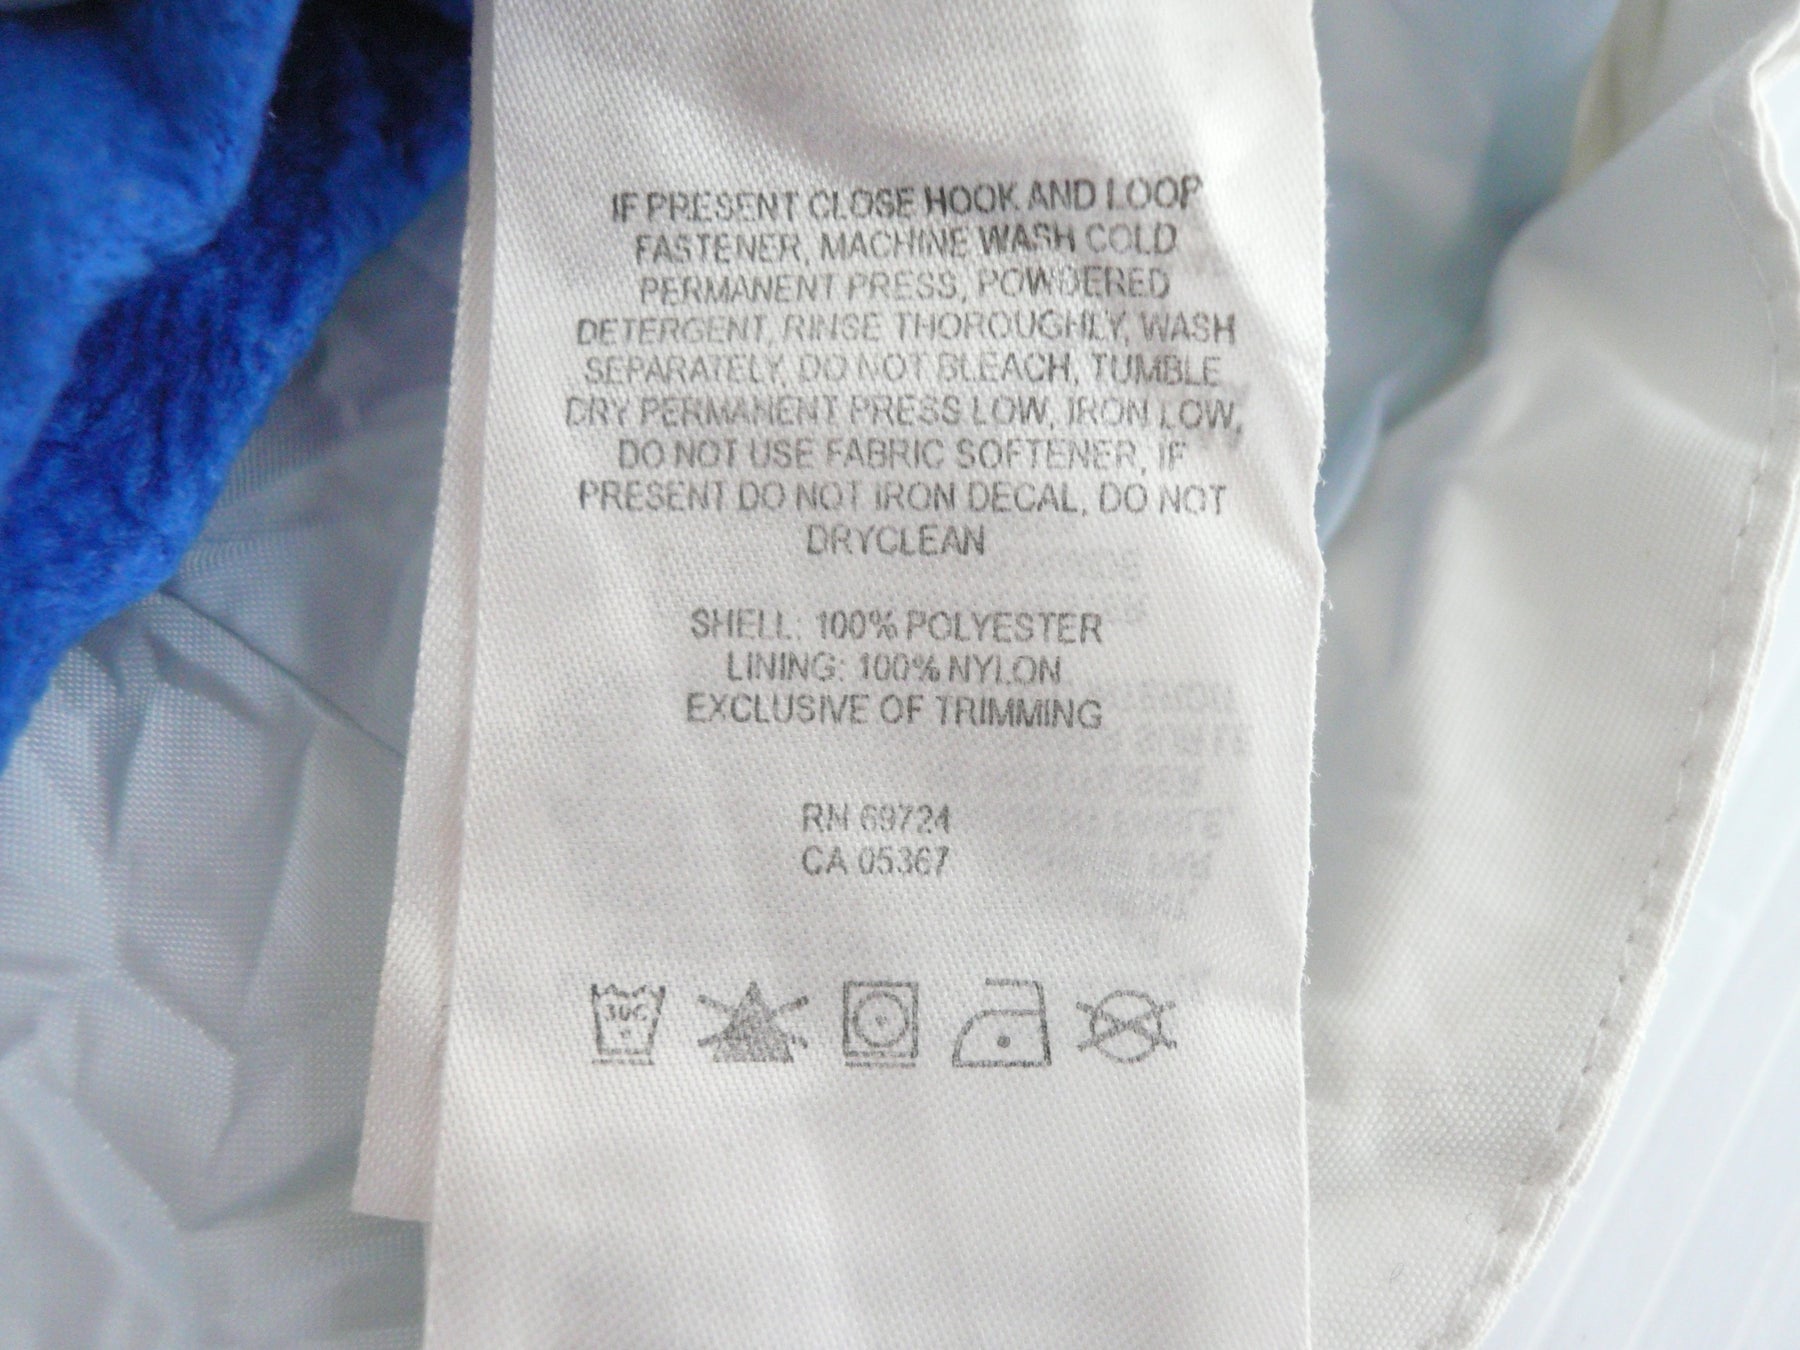 IF PRESENT CLOSE HOOK AND LOOP
FASTENER, MACHINE WASH COLD
PERMANENT PRESS, POWDERED
DETERGENT, RINSE THOROUGHLY, WASH
SEPARATELY, DO NOT BLEACH, TUMBLE
DRY PERMANENT PRESS LOW, IRON LOW,
DO NOT USE FABRIC SOFTENER, IF
PRESENT DO NOT IRON DECAL, DO NOT
DRYCLEAN
SHELL: 100% POLYESTER
LINING: 100% NYLON
EXCLUSIVE OF TRIMMING
RN 69724
CA 05367
30C